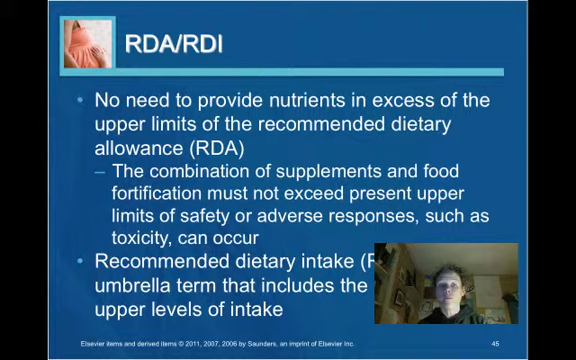 RDA/RDI
• No need to provide nutrients in excess of the
upper limits of the recommended dietary
allowance (RDA)
– The combination of supplements and food
fortification must not exceed present upper
limits of safety or adverse responses, such as
toxicity, can occur
• Recommended dietary intake (
umbrella term that includes the
upper levels of intake
Elsevier items and derived items © 2011, 2007, 2006 by Saunders, an imprint of Elsevier Inc.
45